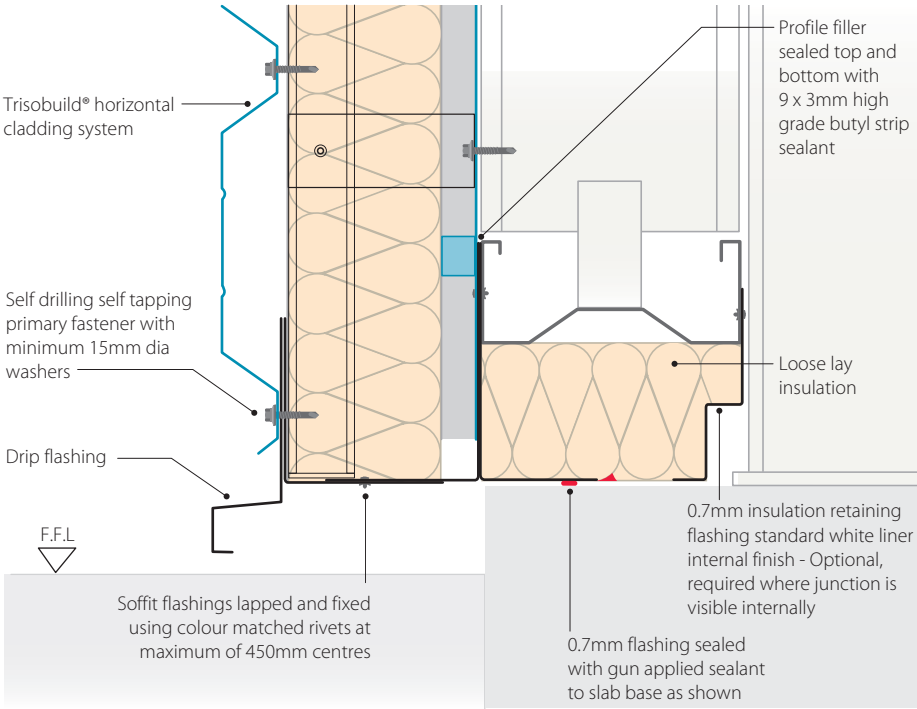 Profile filler
sealed top and
bottom with
9 x 3mm high
grade butyl strip
sealant
Trisobuild® horizontal
cladding system
Self drilling self tapping
primary fastener with
minimum 15mm dia
washers
Loose lay
insulation
Drip flashing
0.7mm insulation retaining
flashing standard white liner
internal finish - Optional,
required where junction is
visible internally
F.F.L
Soffit flashings lapped and fixed
using colour matched rivets at
maximum of 450mm centres
0.7mm flashing sealed
with gun applied sealant
to slab base as shown